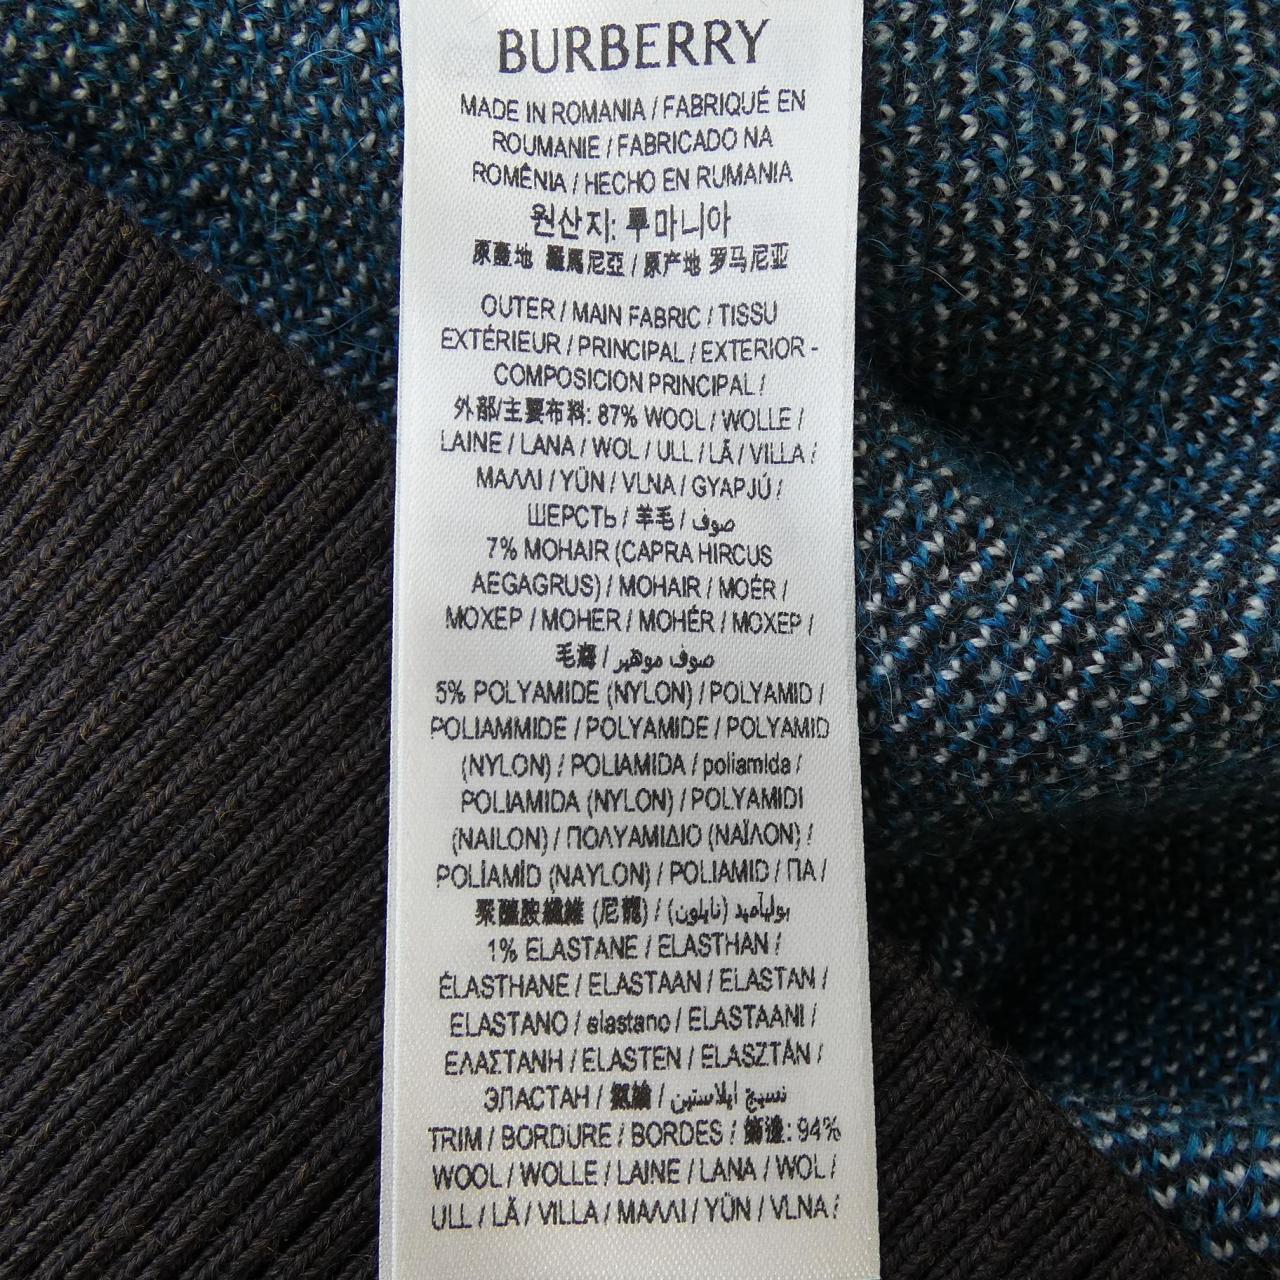 BURBERRY
MADE IN ROMANIA / FABRIQUÉ EN
ROUMANIE / FABRICADO NA
ROMÊNIA / HECHO EN RUMANIA
원산지: 루마니아
原產地 羅馬尼亞 / 原产地 罗马尼亚
OUTER / MAIN FABRIC / TISSU
EXTÉRIEUR / PRINCIPAL / EXTERIOR -
COMPOSICION PRINCIPAL /
外部/主要布料: 87% WOOL / WOLLE /
LAINE / LANA / WOL / ULL / LÃ / VILLA /
ΜΑΛΛΙ / YÜN / VLNA / GYAPJÚ /
ШЕРСТЬ / 羊毛 / صوف
7% MOHAIR (CAPRA HIRCUS
AEGAGRUS) / MOHAIR / MOÉR /
МОХЕР / MOHER / MOHÉR / ΜΟΧΕΡ /
毛海 / صوف موهير
5% POLYAMIDE (NYLON) / POLYAMID /
POLIAMMIDE / POLYAMIDE / POLYAMID
(NYLON) / POLIAMIDA / poliamida /
POLIAMIDA (NYLON) / POLYAMIDI
(NAILON) / ΠΟΛΥΑΜΙΔΙΟ (ΝΑΪΛΟΝ) /
POLİAMİD (NAYLON) / POLIAMID / ПА /
聚醯胺纖維 (尼龍) / بولياميد (نايلون)
1% ELASTANE / ELASTHAN /
ÉLASTHANE / ELASTAAN / ELASTAN /
ELASTANO / elastano / ELASTAANI /
ΕΛΑΣΤΑΝΗ / ELASTEN / ELASZTÁN /
ЭЛАСТАН / 氨綸 / نسيج ايلاستين
TRIM / BORDURE / BORDES / 飾邊: 94%
WOOL / WOLLE / LAINE / LANA / WOL /
ULL / LÃ / VILLA / ΜΑΛΛΙ / YÜN / VLNA /